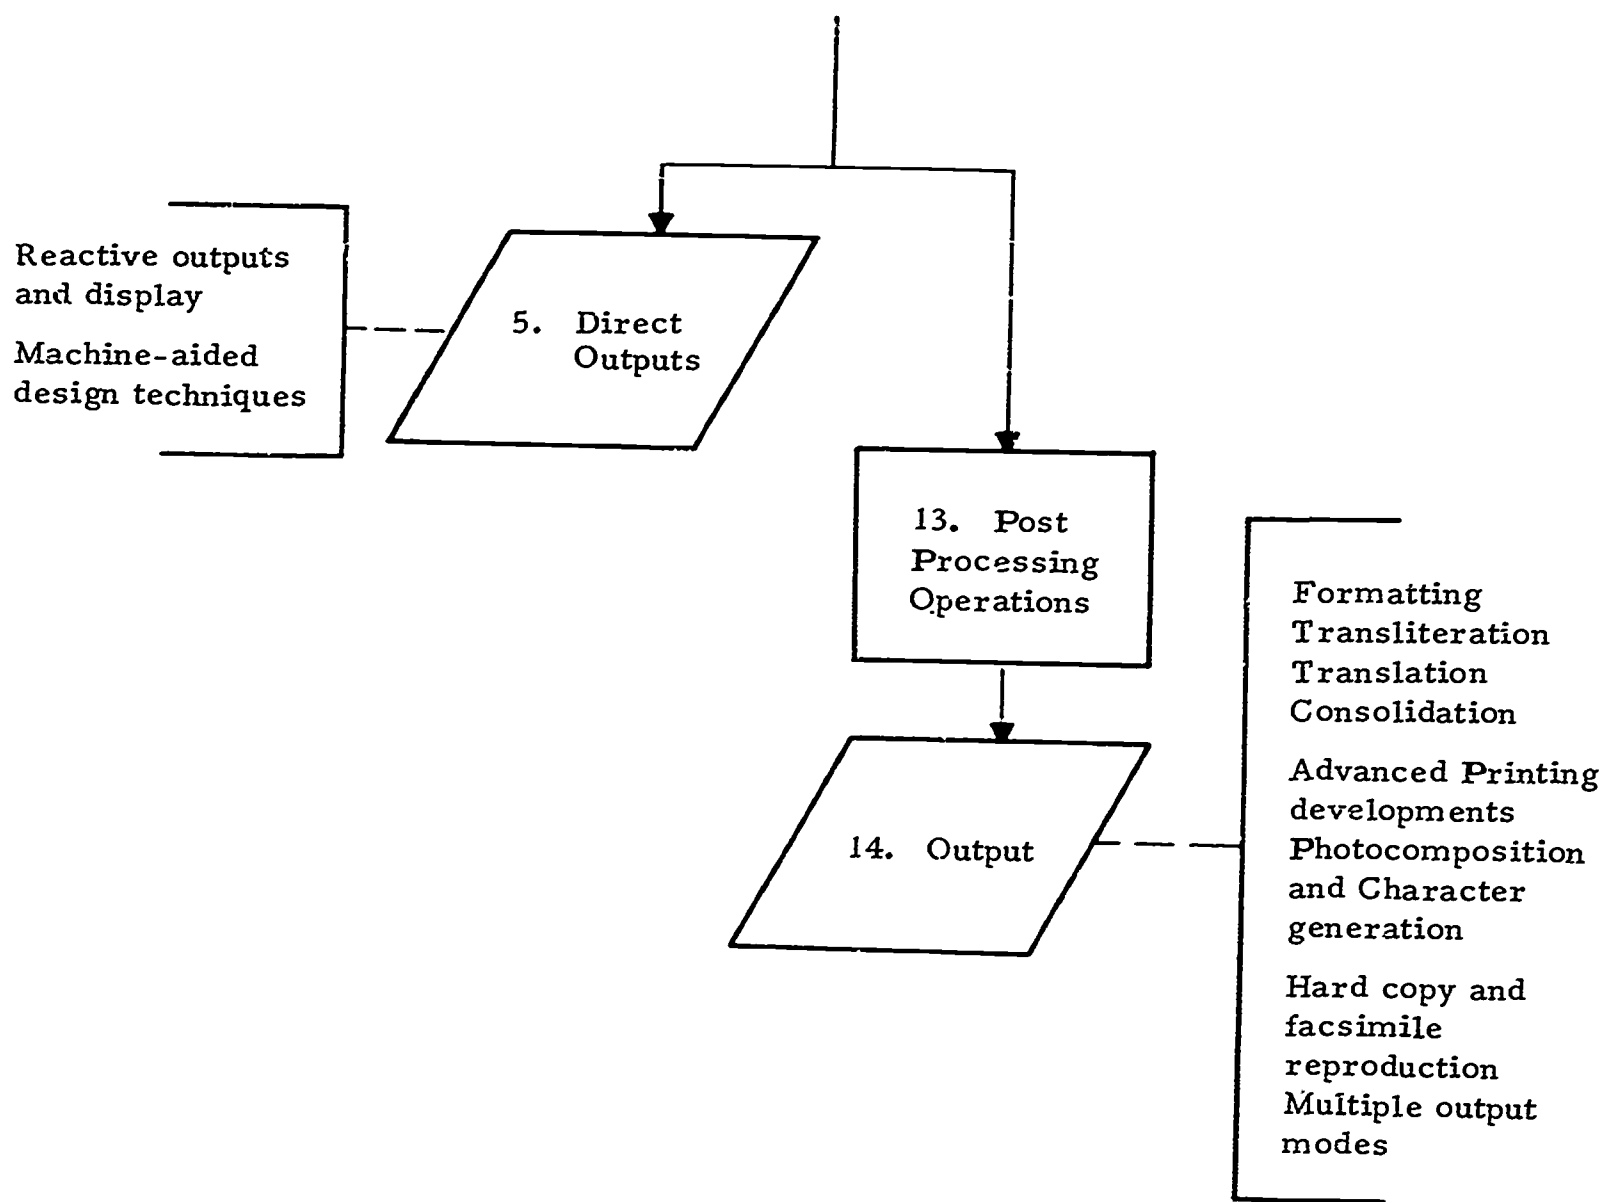 Reactive outputs
and display
Machine-aided
design techniques
5. Direct
Outputs
13. Post
Processing
Operations
14. Output
Formatting
Transliteration
Translation
Consolidation
Advanced Printing
developments
Photocomposition
and Character
generation
Hard copy and
facsimile
reproduction
Multiple output
modes